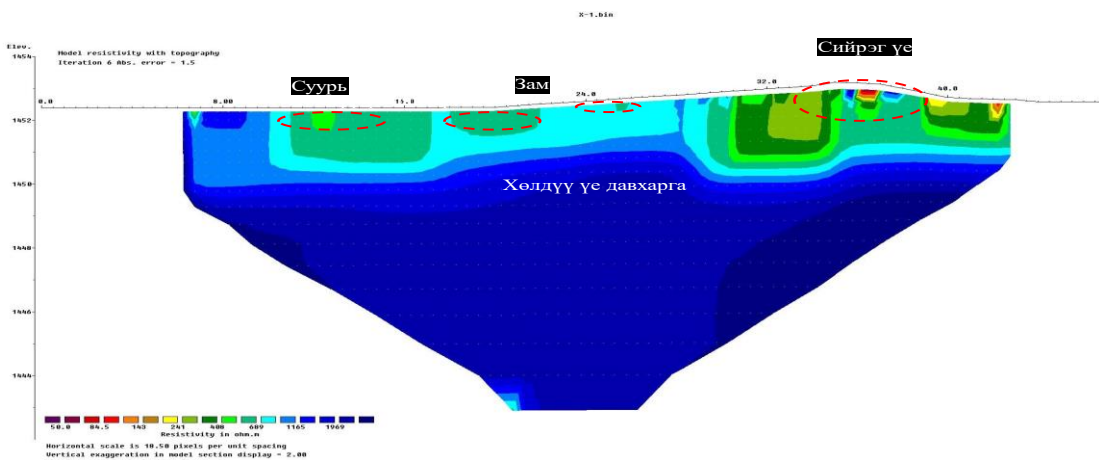 X-1.bin
Elev.
1454
Model resistivity with topography
Iteration 6 Abs. error = 1.5
Сийрэг үе
Суурь
Зам
0.0
8.00
24.0
32.0
40.0
1452
1450
Хөлдүү үе давхарга
1448
1446
1444
50.0 84.5 143 241 408 689 1165 1969
Resistivity in ohm.m
Horizontal scale is 18.50 pixels per unit spacing
Vertical exaggeration in model section display = 2.00